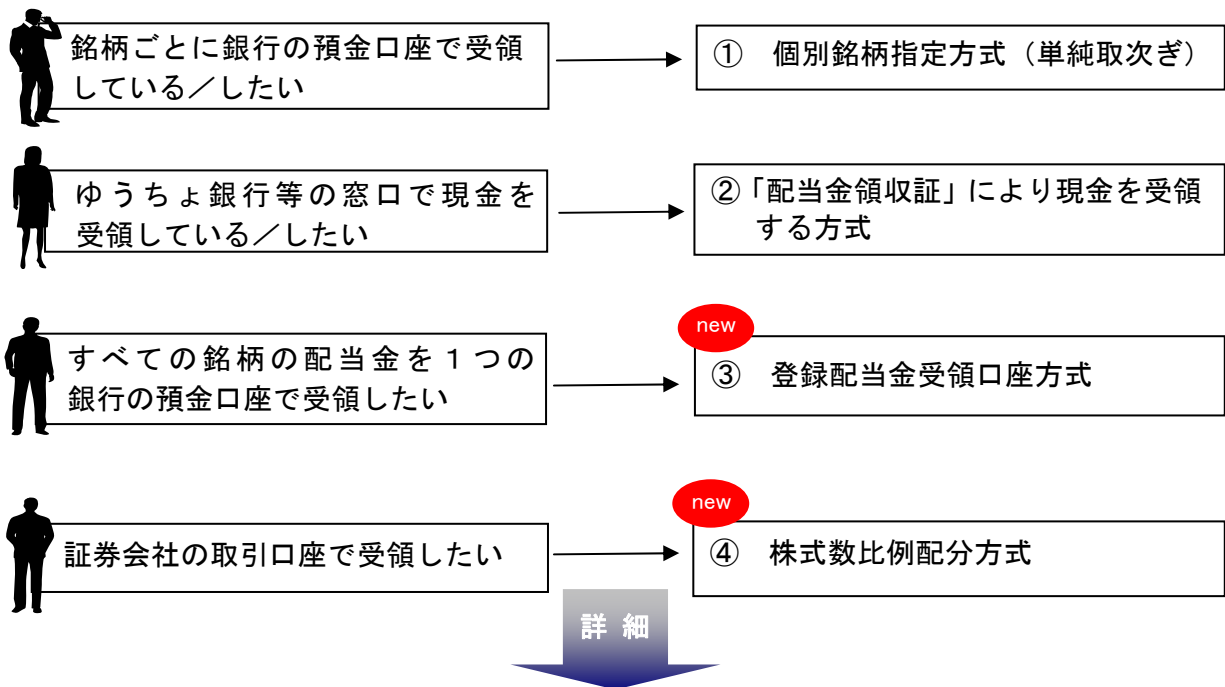 銘柄ごとに銀行の預金口座で受領
している／したい
① 個別銘柄指定方式（単純取次ぎ）
ゆうちょ銀行等の窓口で現金を
受領している／したい
②「配当金領収証」により現金を受領
する方式
すべての銘柄の配当金を１つの
銀行の預金口座で受領したい
new
③ 登録配当金受領口座方式
証券会社の取引口座で受領したい
new
④ 株式数比例配分方式
詳細